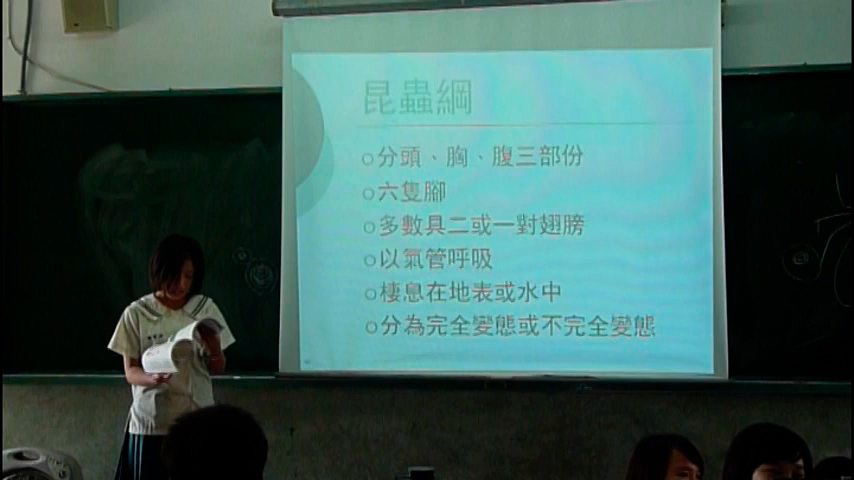 昆蟲綱
○分頭、胸、腹三部份
○六隻腳
○多數具二或一對翅膀
○以氣管呼吸
○棲息在地表或水中
○分為完全變態或不完全變態